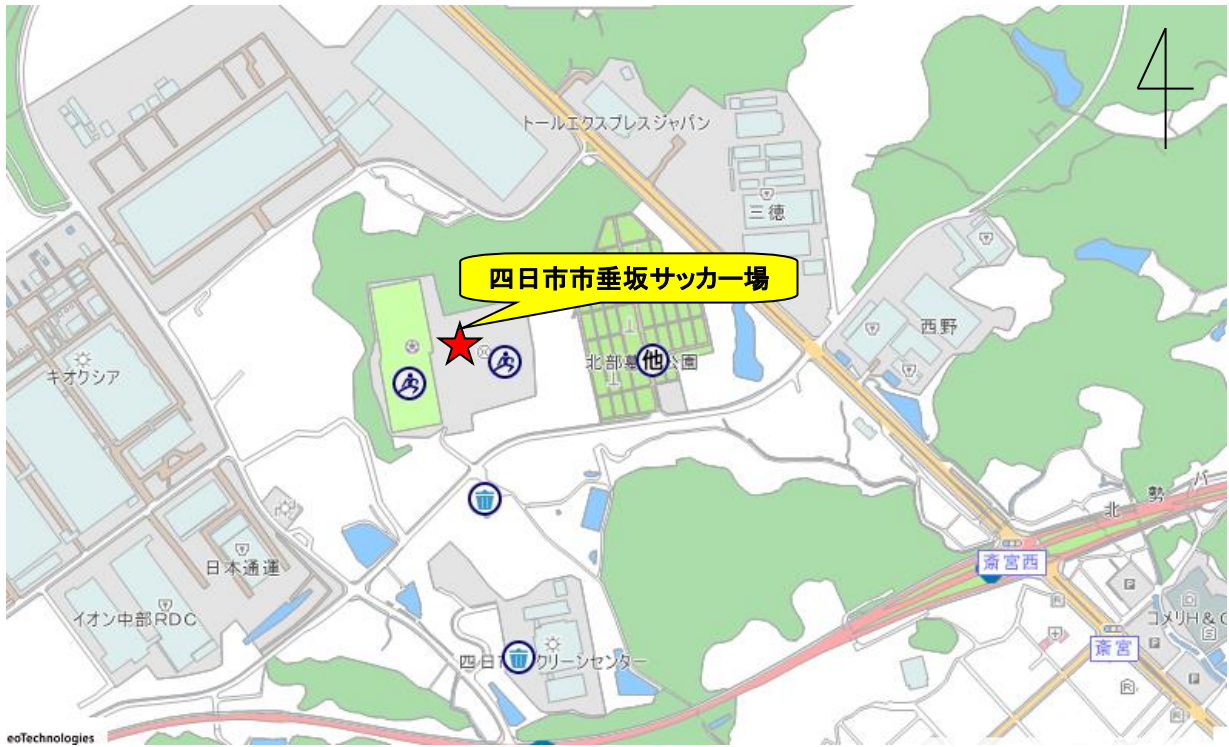 トールエクスプレスジャパン
三徳
四日市市垂坂サッカー場
西野
キオクシア
北部墓
他
公園
北勢バ
日本通運
斎宮西
イオン中部RDC
コメリH&C
斎宮
四日
クリーンセンター
eoTechnologies